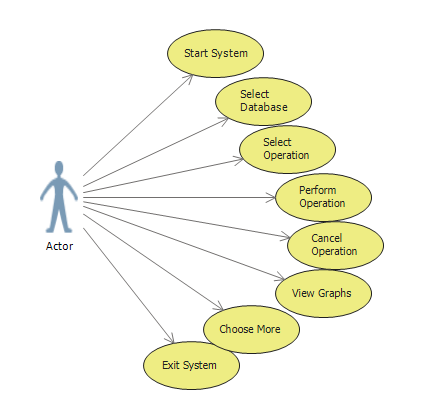 Start System
Select
Database
Select
Operation
Perform
Operation
Actor
Cancel
Operation
View Graphs
Choose More
Exit System